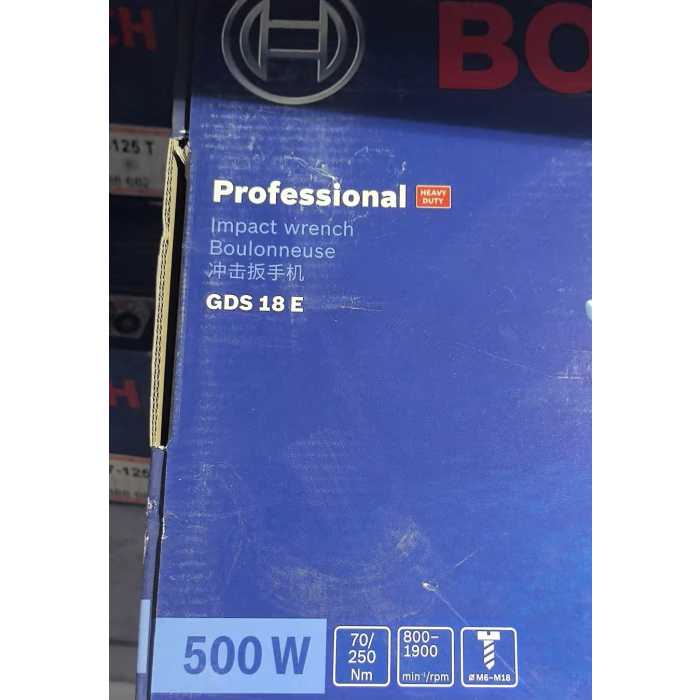 BO
CH
125 T
Professional
HEAVY
DUTY
Impact wrench
Boulonneuse
冲击扳手机
GDS 18 E
H
500 W
70/
250
Nm
800–
1900
min⁻¹/rpm
Ø M6–M18